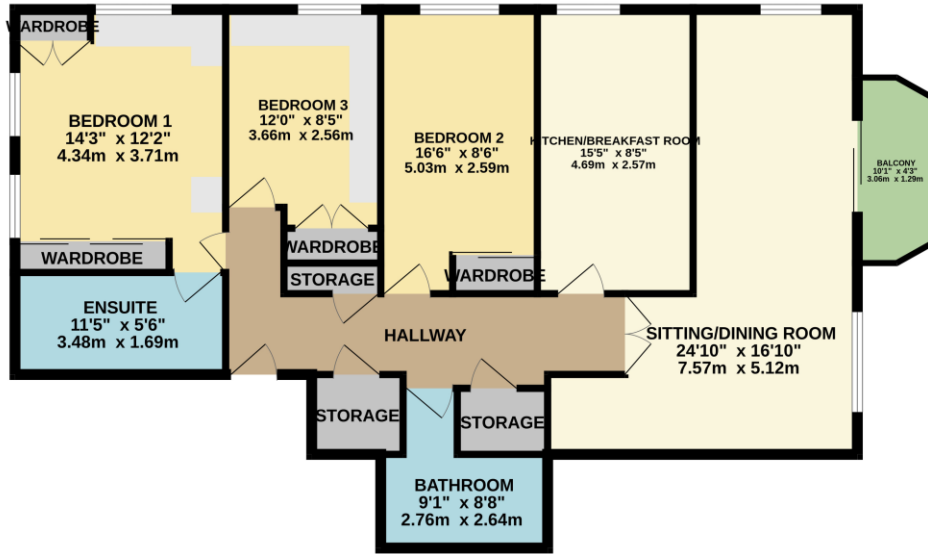 WARDROBE
BEDROOM 1
14'3" x 12'2"
4.34m x 3.71m
WARDROBE
ENSUITE
11'5" x 5'6"
3.48m x 1.69m
BEDROOM 3
12'0" x 8'5"
3.66m x 2.56m
WARDROBE
STORAGE
BEDROOM 2
16'6" x 8'6"
5.03m x 2.59m
WARDROBE
KITCHEN/BREAKFAST ROOM
15'5" x 8'5"
4.69m x 2.57m
BALCONY
10'1" x 4'3"
3.06m x 1.29m
HALLWAY
SITTING/DINING ROOM
24'10" x 16'10"
7.57m x 5.12m
STORAGE
STORAGE
BATHROOM
9'1" x 8'8"
2.76m x 2.64m